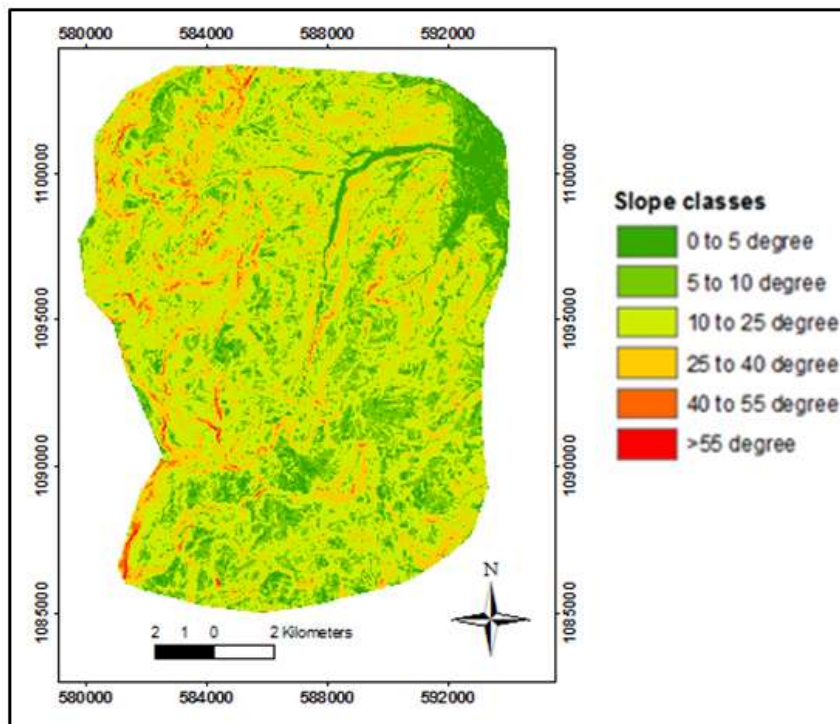 580000 584000 588000 592000
1100000 1100000
1095000 1095000
1090000 1090000
1085000 1085000
N
2 1 0 2 Kilometers
580000 584000 588000 592000
Slope classes
0 to 5 degree
5 to 10 degree
10 to 25 degree
25 to 40 degree
40 to 55 degree
>55 degree